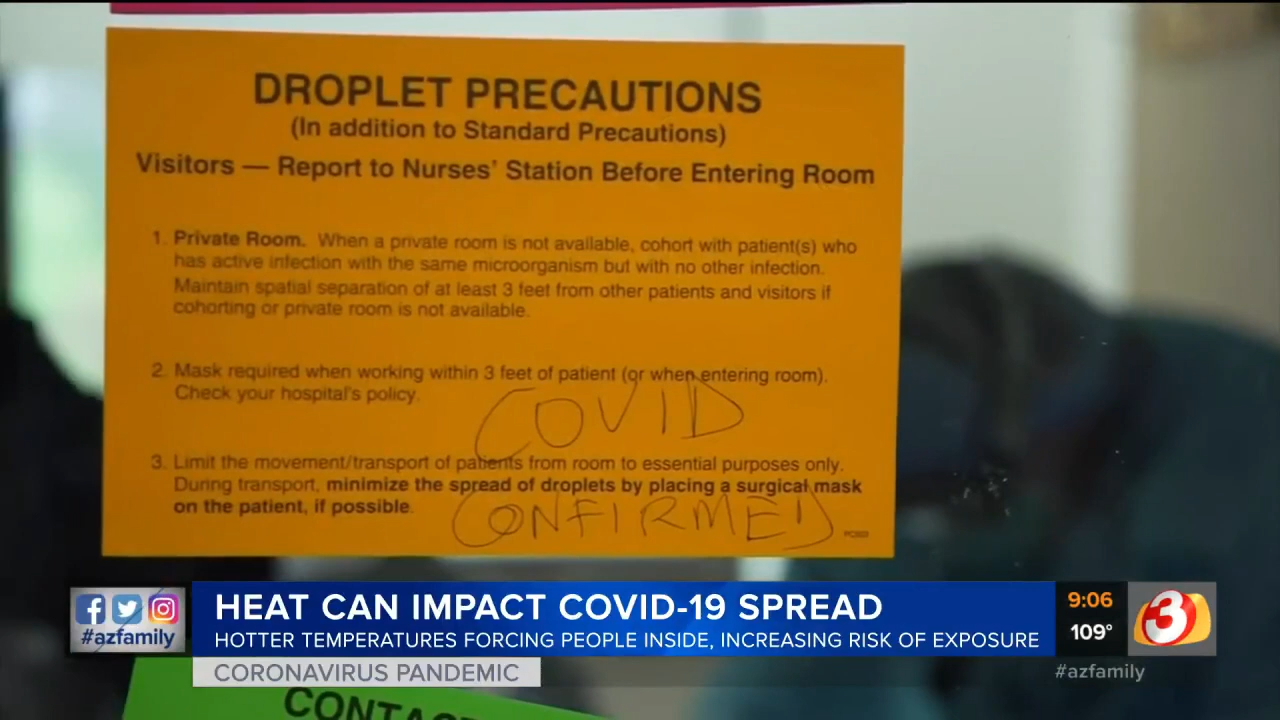 DROPLET PRECAUTIONS
(In addition to Standard Precautions)
Visitors — Report to Nurses' Station Before Entering Room
1. Private Room. When a private room is not available, cohort with patient(s) who
has active infection with the same microorganism but with no other infection.
Maintain spatial separation of at least 3 feet from other patients and visitors if
cohorting or private room is not available.
2. Mask required when working within 3 feet of patient (or when entering room).
Check your hospital's policy.
COVID
3. Limit the movement/transport of patients from room to essential purposes only.
During transport, minimize the spread of droplets by placing a surgical mask
on the patient, if possible.
CONFIRMED
#azfamily
HEAT CAN IMPACT COVID-19 SPREAD
HOTTER TEMPERATURES FORCING PEOPLE INSIDE, INCREASING RISK OF EXPOSURE
CORONAVIRUS PANDEMIC
9:06
109°
3
#azfamily